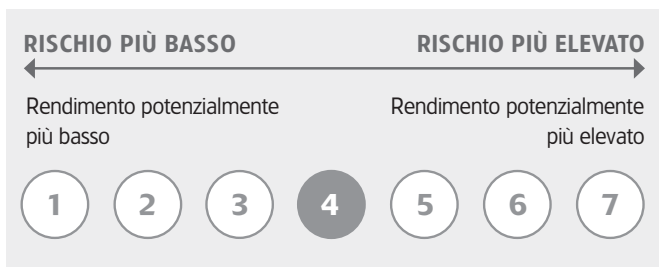 RISCHIO PIÙ BASSO RISCHIO PIÙ ELEVATO
Rendimento potenzialmente
più basso
Rendimento potenzialmente
più elevato
1 2 3 4 5 6 7